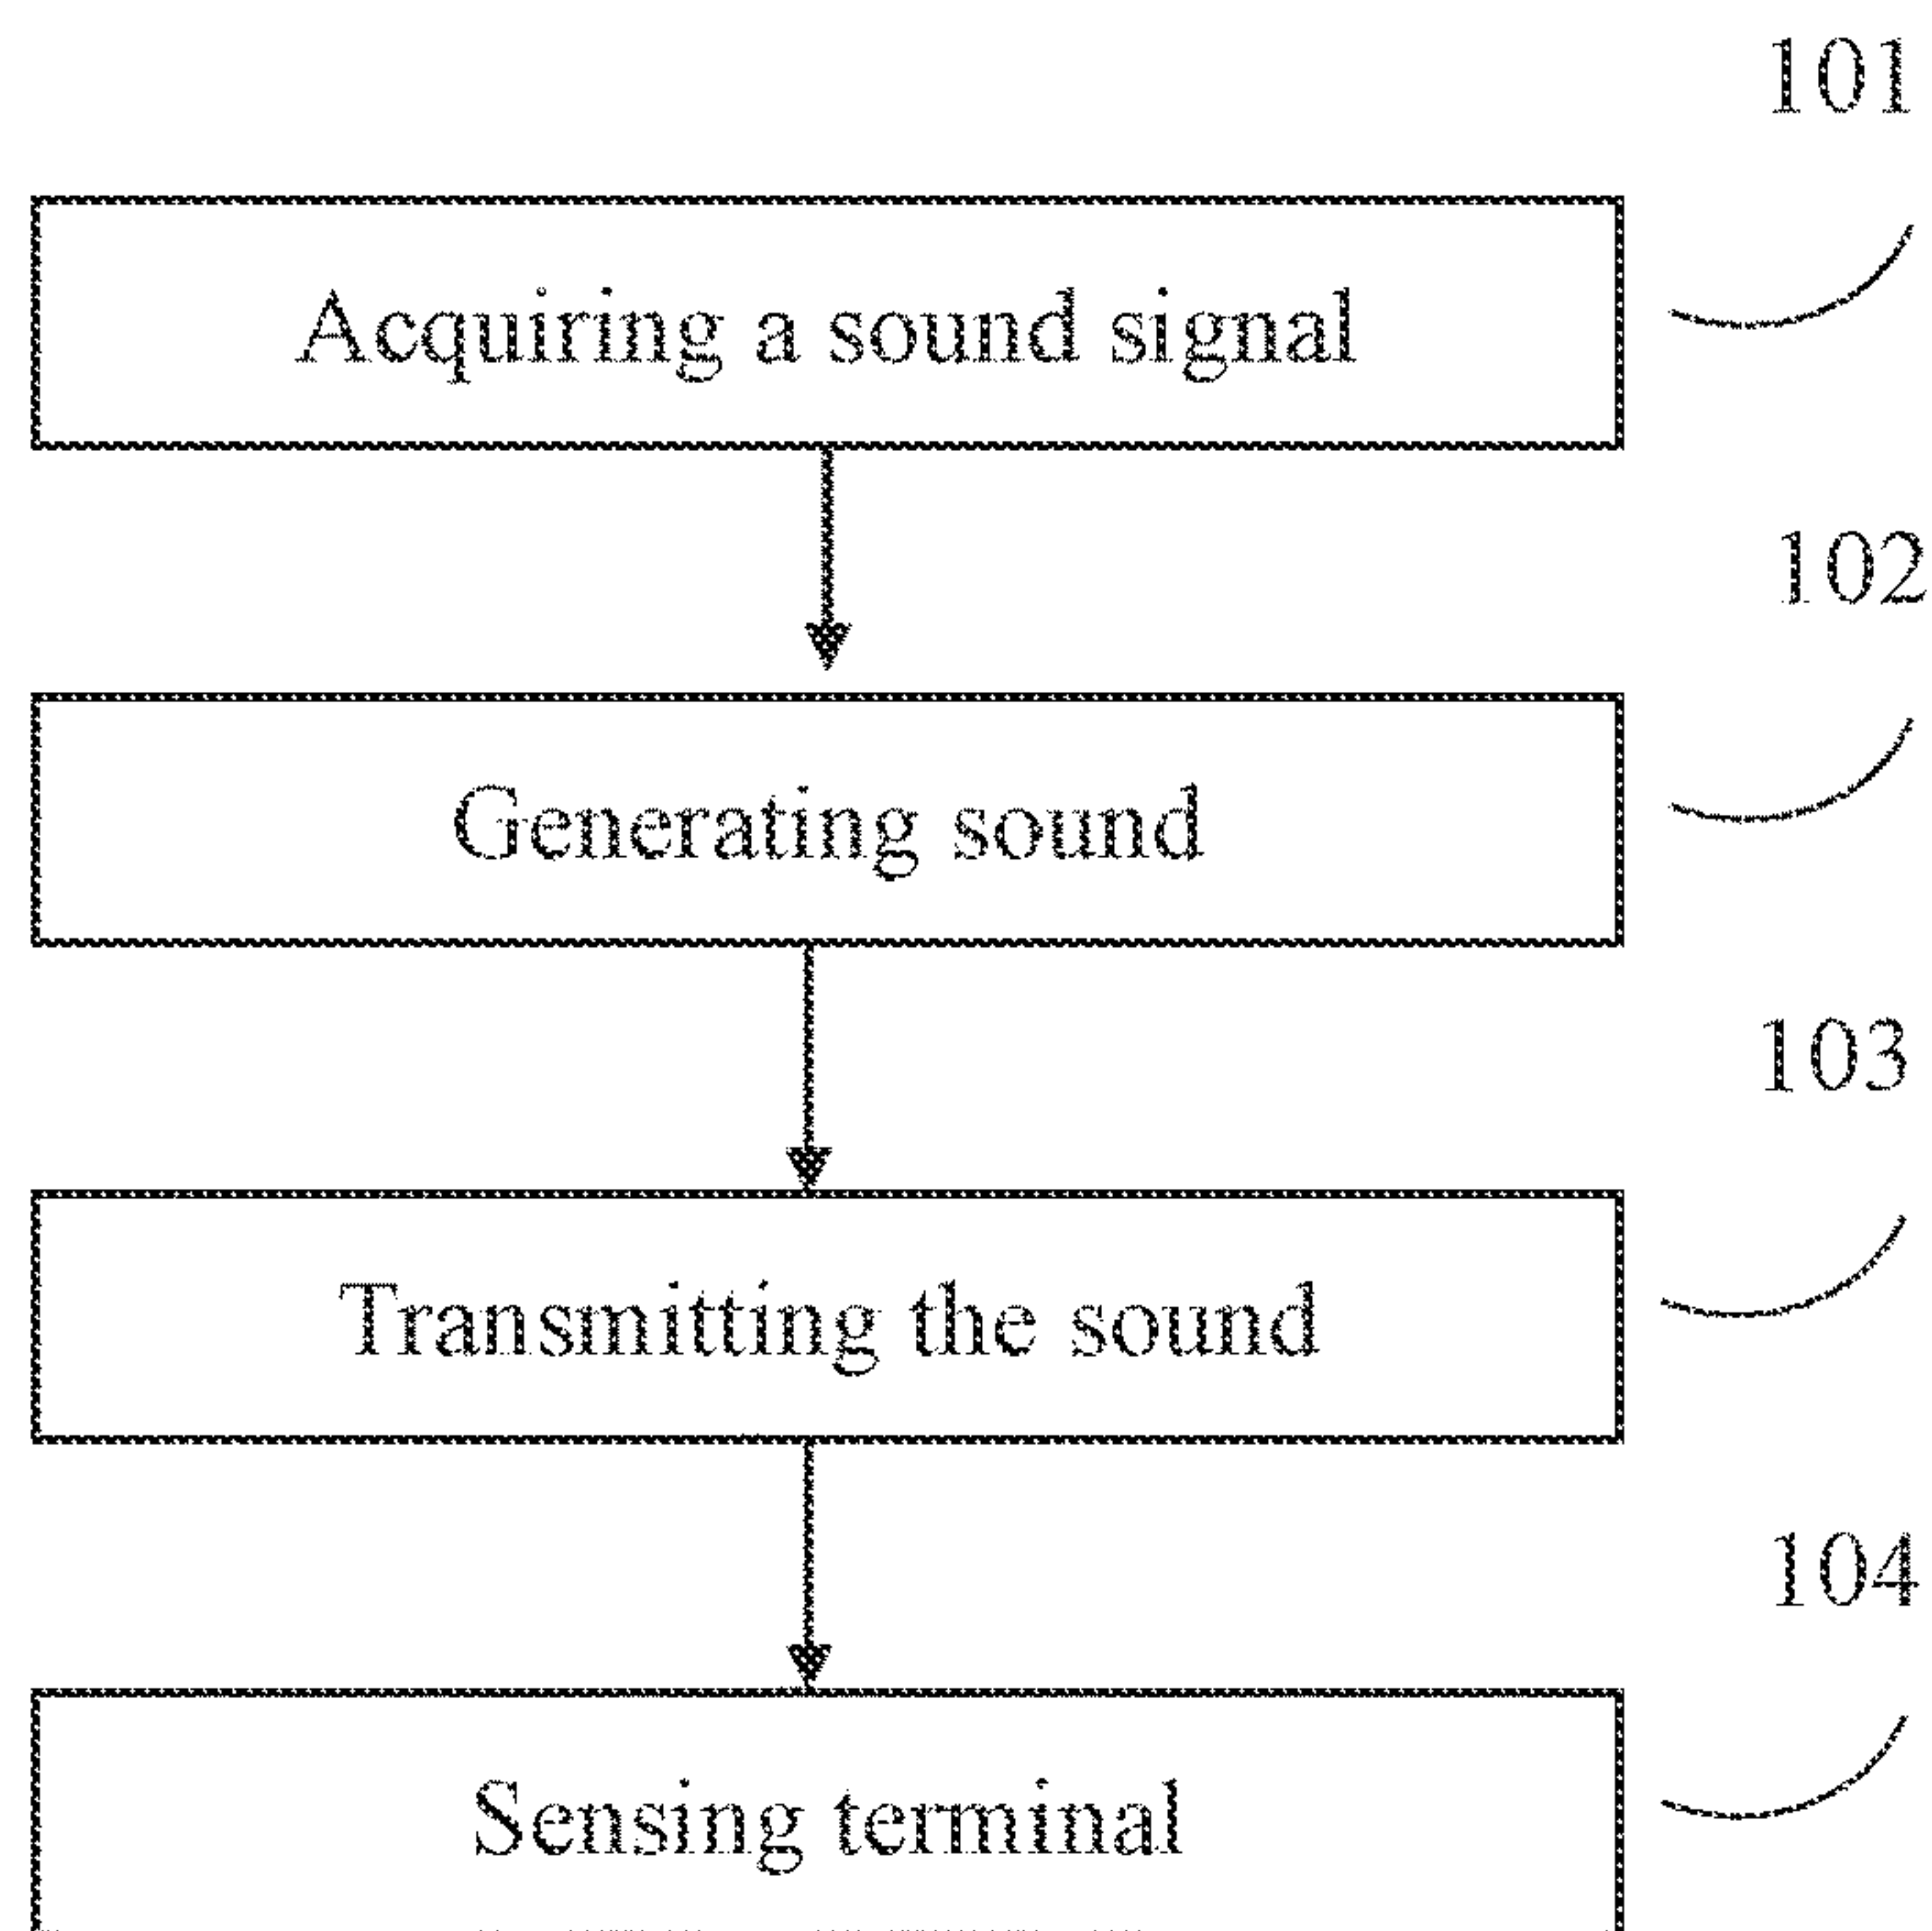 101
Acquiring a sound signal
102
Generating sound
103
Transmitting the sound
104
Sensing terminal